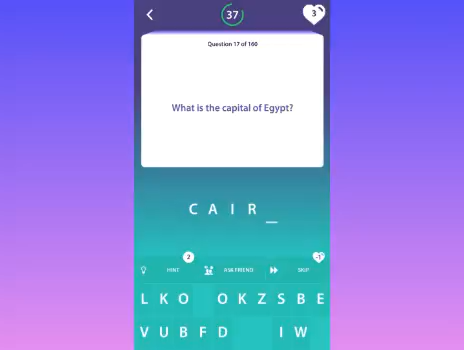 37
3
Question 17 of 160
What is the capital of Egypt?
C A I R _
2
-1
HINT
ASK FRIEND
SKIP
L K O O K Z S B E
V U B F D I W